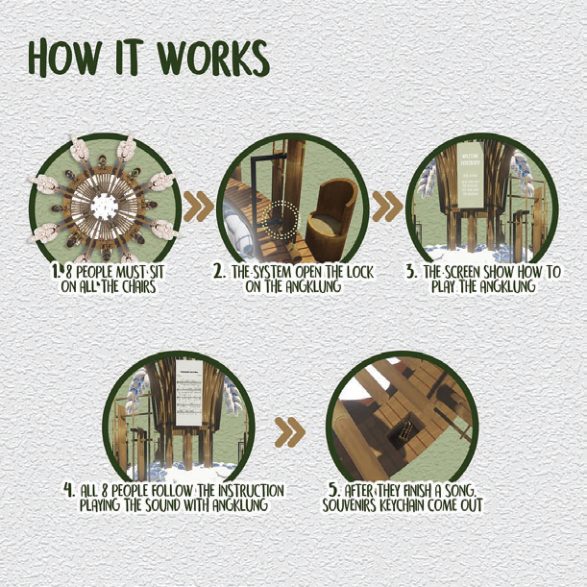 HOW IT WORKS
1. 8 PEOPLE MUST SIT
ON ALL THE CHAIRS
2. THE SYSTEM OPEN THE LOCK
ON THE ANGKLUNG
3. THE SCREEN SHOW HOW TO
PLAY THE ANGKLUNG
4. ALL 8 PEOPLE FOLLOW THE INSTRUCTION
PLAYING THE SOUND WITH ANGKLUNG
5. AFTER THEY FINISH A SONG,
SOUVENIRS KEYCHAIN COME OUT